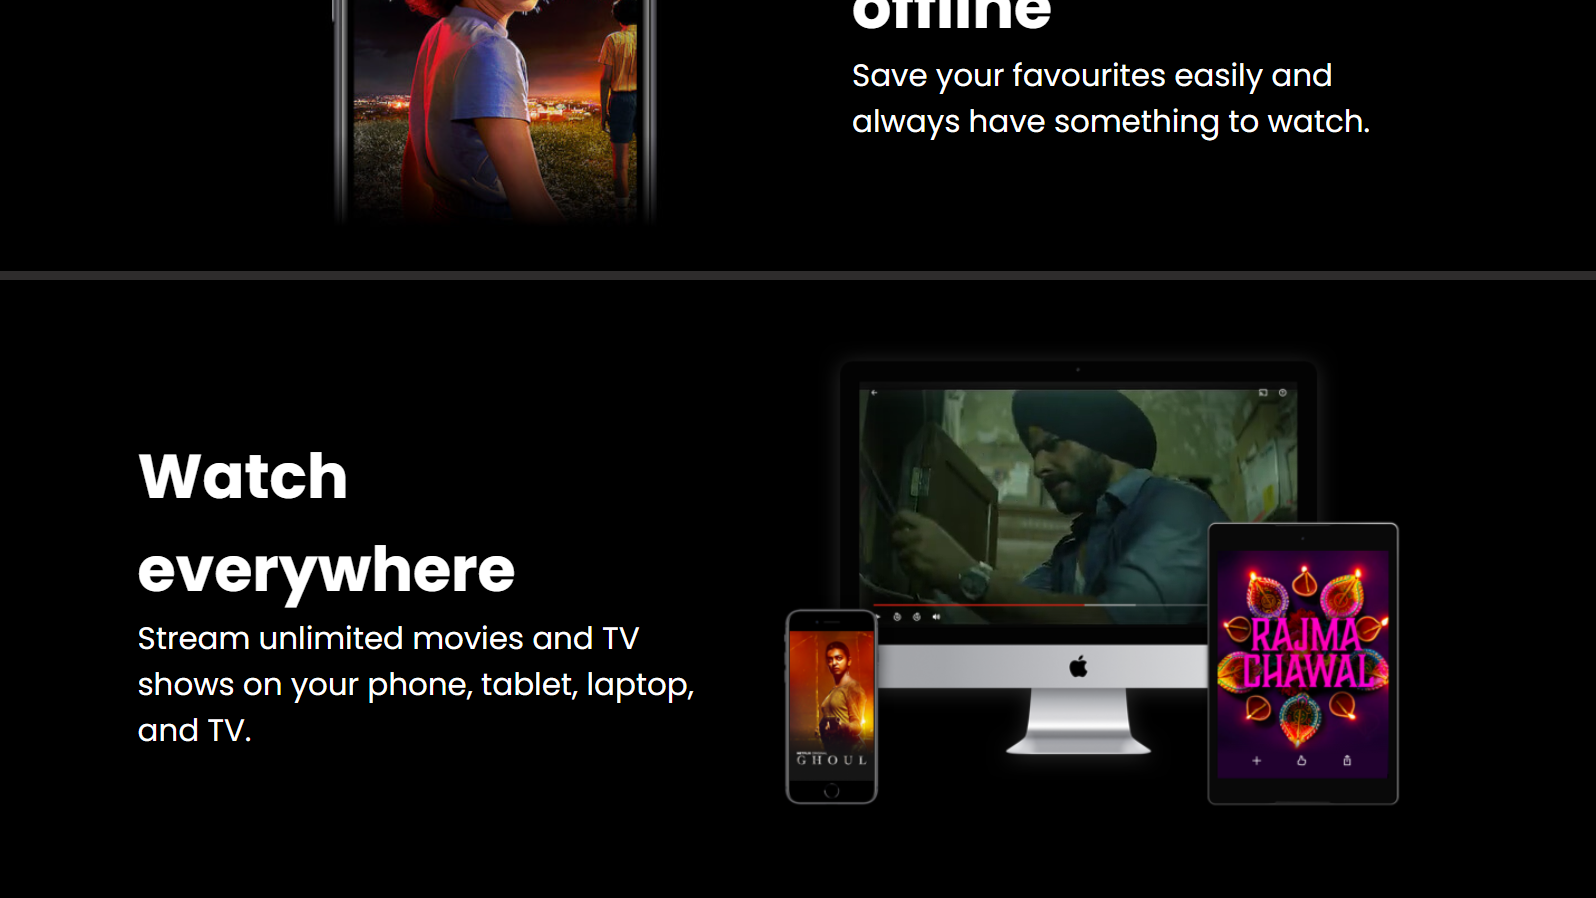 offline
Save your favourites easily and
always have something to watch.
Watch
everywhere
Stream unlimited movies and TV
shows on your phone, tablet, laptop,
and TV.
RAJMA
CHAWAL
NETFLIX
GHOUL